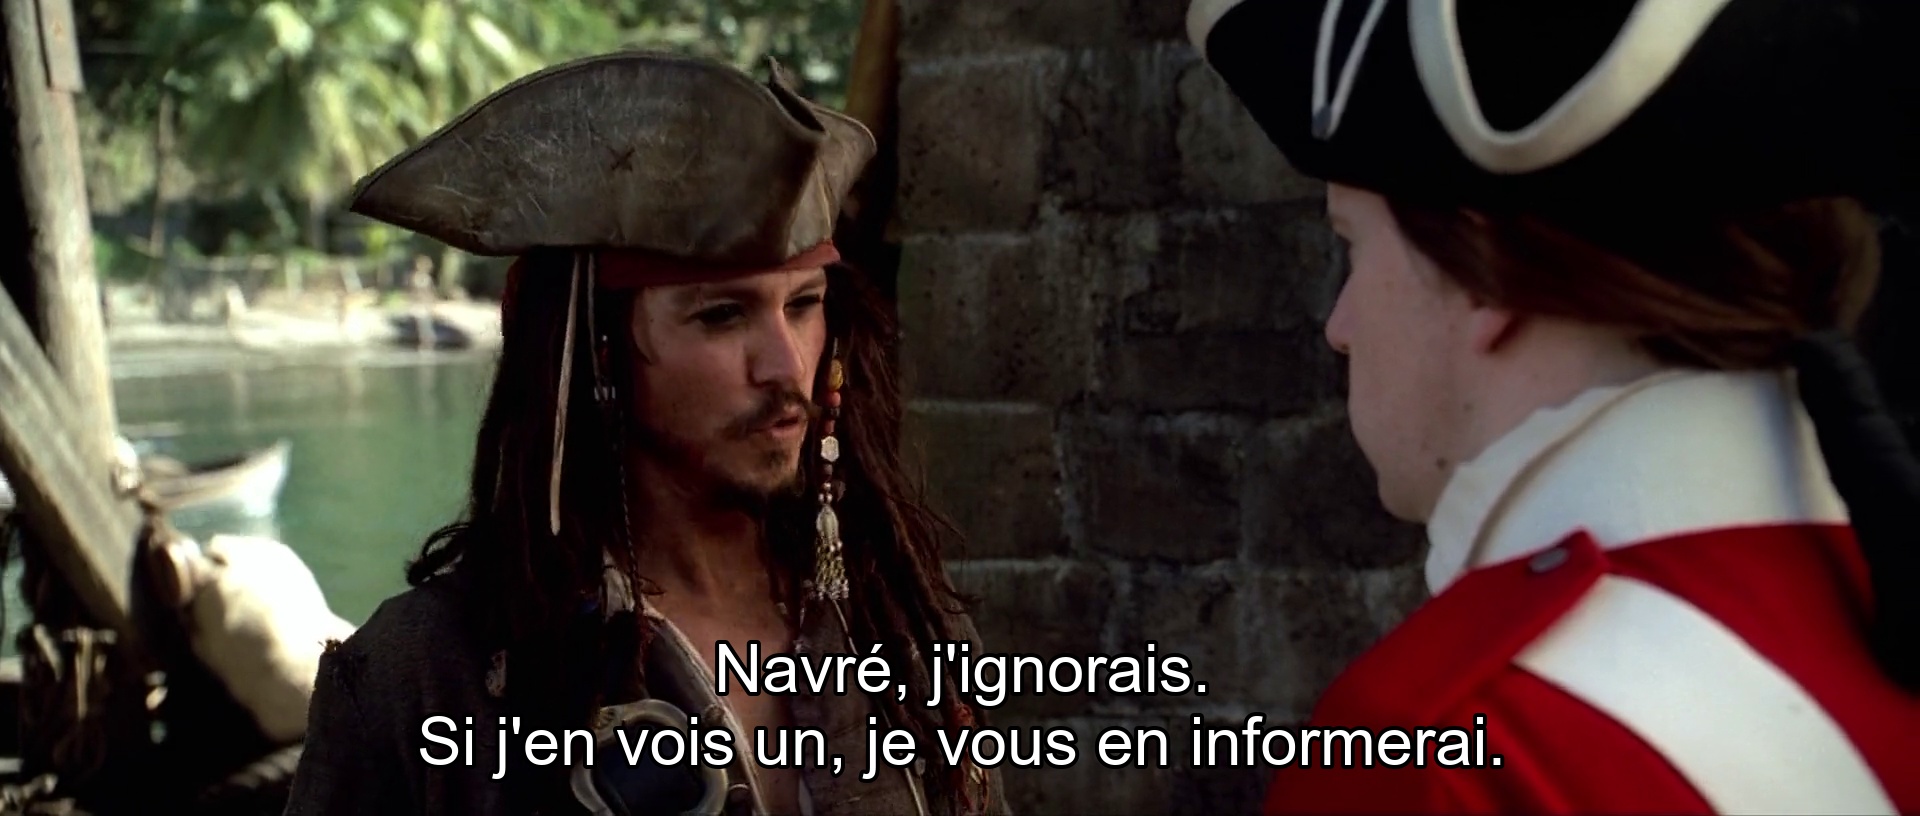 Navré, j'ignorais.
Si j'en vois un, je vous en informerai.